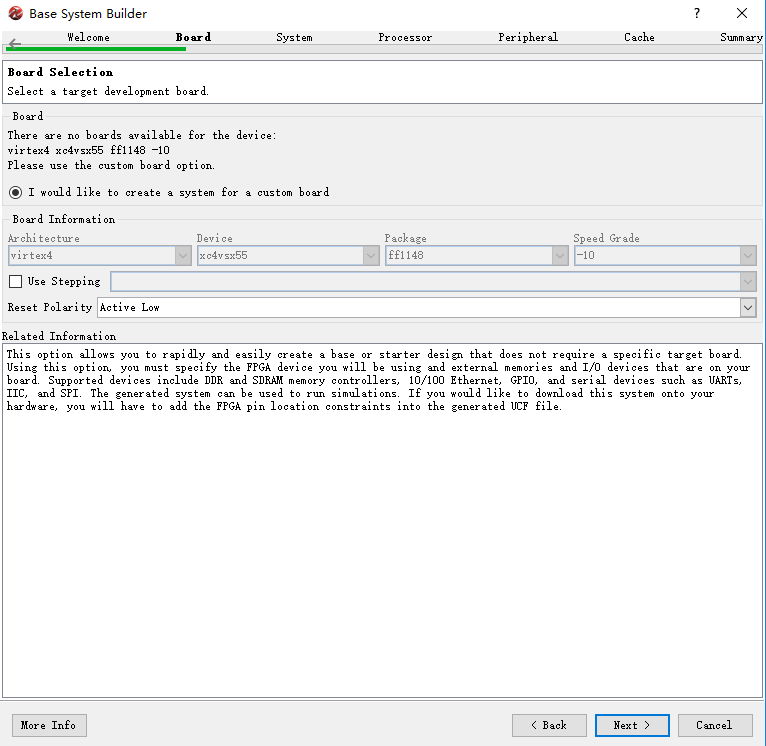 Base System Builder
?
Welcome Board System Processor Peripheral Cache Summary
Board Selection
Select a target development board.
Board
There are no boards available for the device:
virtex4 xc4vsx55 ff1148 -10
Please use the custom board option.
I would like to create a system for a custom board
Board Information
Architecture Device Package Speed Grade
virtex4 xc4vsx55 ff1148 -10
Use Stepping
Reset Polarity Active Low
Related Information
This option allows you to rapidly and easily create a base or starter design that does not require a specific target board.
Using this option, you must specify the FPGA device you will be using and external memories and I/O devices that are on your
board. Supported devices include DDR and SDRAM memory controllers, 10/100 Ethernet, GPIO, and serial devices such as UARTs,
IIC, and SPI. The generated system can be used to run simulations. If you would like to download this system onto your
hardware, you will have to add the FPGA pin location constraints into the generated UCF file.
More Info < Back Next > Cancel